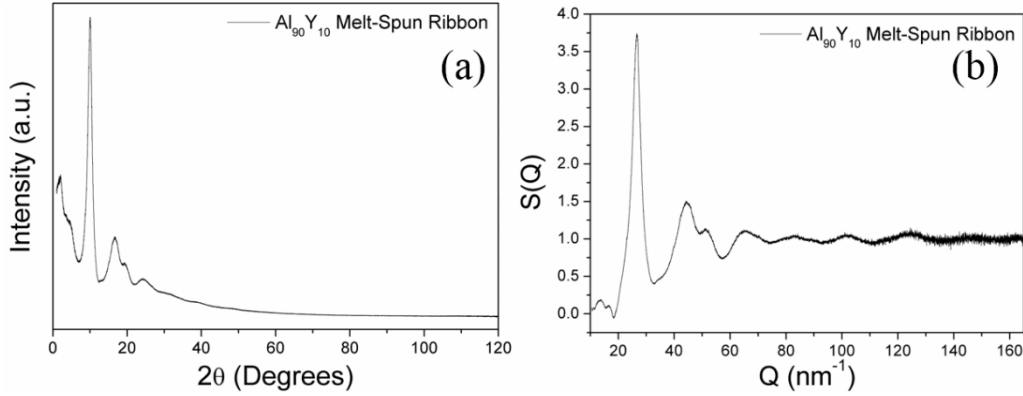 Al₉₀Y₁₀ Melt-Spun Ribbon
(a)
Intensity (a.u.)
0 20 40 60 80 100 120
2θ (Degrees)
Al₉₀Y₁₀ Melt-Spun Ribbon
(b)
S(Q)
4.0
3.5
3.0
2.5
2.0
1.5
1.0
0.5
0.0
20 40 60 80 100 120 140 160
Q (nm⁻¹)